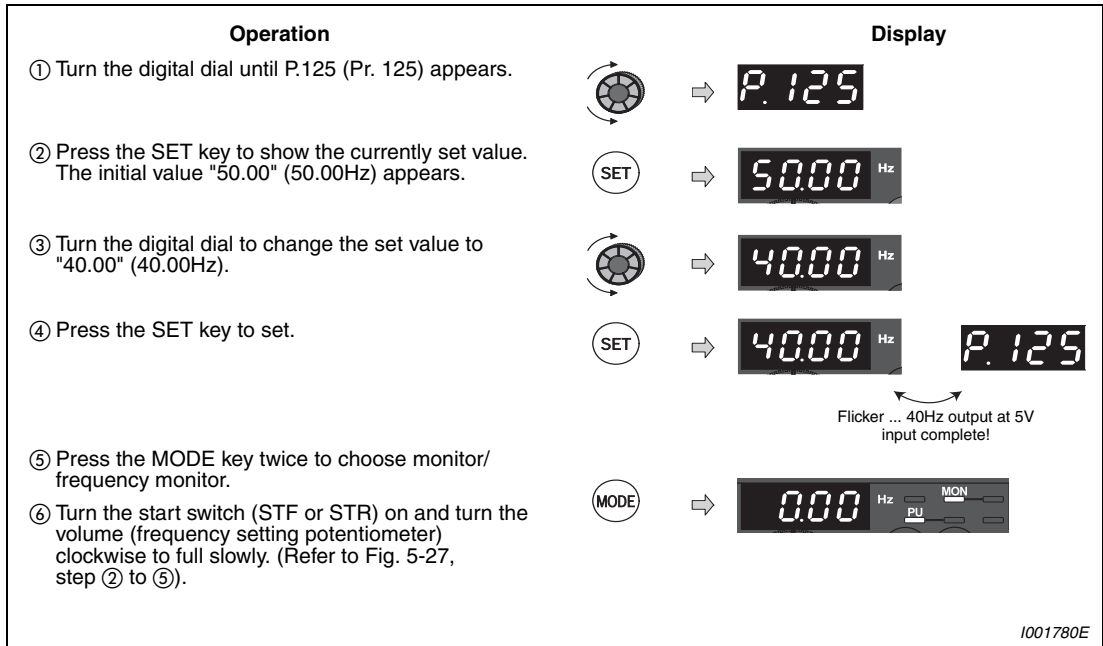 Operation
Display
① Turn the digital dial until P.125 (Pr. 125) appears.
P. 125
② Press the SET key to show the currently set value.
The initial value "50.00" (50.00Hz) appears.
SET
50.00 Hz
③ Turn the digital dial to change the set value to
"40.00" (40.00Hz).
40.00 Hz
④ Press the SET key to set.
SET
40.00 Hz
P. 125
Flicker ... 40Hz output at 5V
input complete!
⑤ Press the MODE key twice to choose monitor/
frequency monitor.
MODE
0.00 Hz
MON
PU
⑥ Turn the start switch (STF or STR) on and turn the
volume (frequency setting potentiometer)
clockwise to full slowly. (Refer to Fig. 5-27,
step ② to ⑤).
I001780E